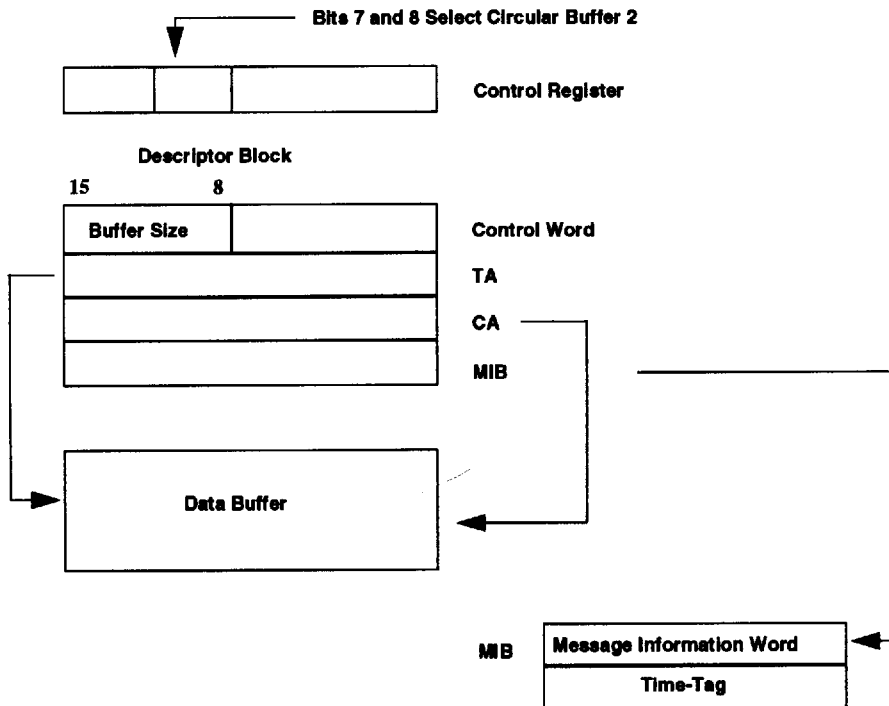 Bits 7 and 8 Select Circular Buffer 2
Control Register
Descriptor Block
15 8
Buffer Size
Control Word
TA
CA
MIB
Data Buffer
MIB
Message Information Word
Time-Tag